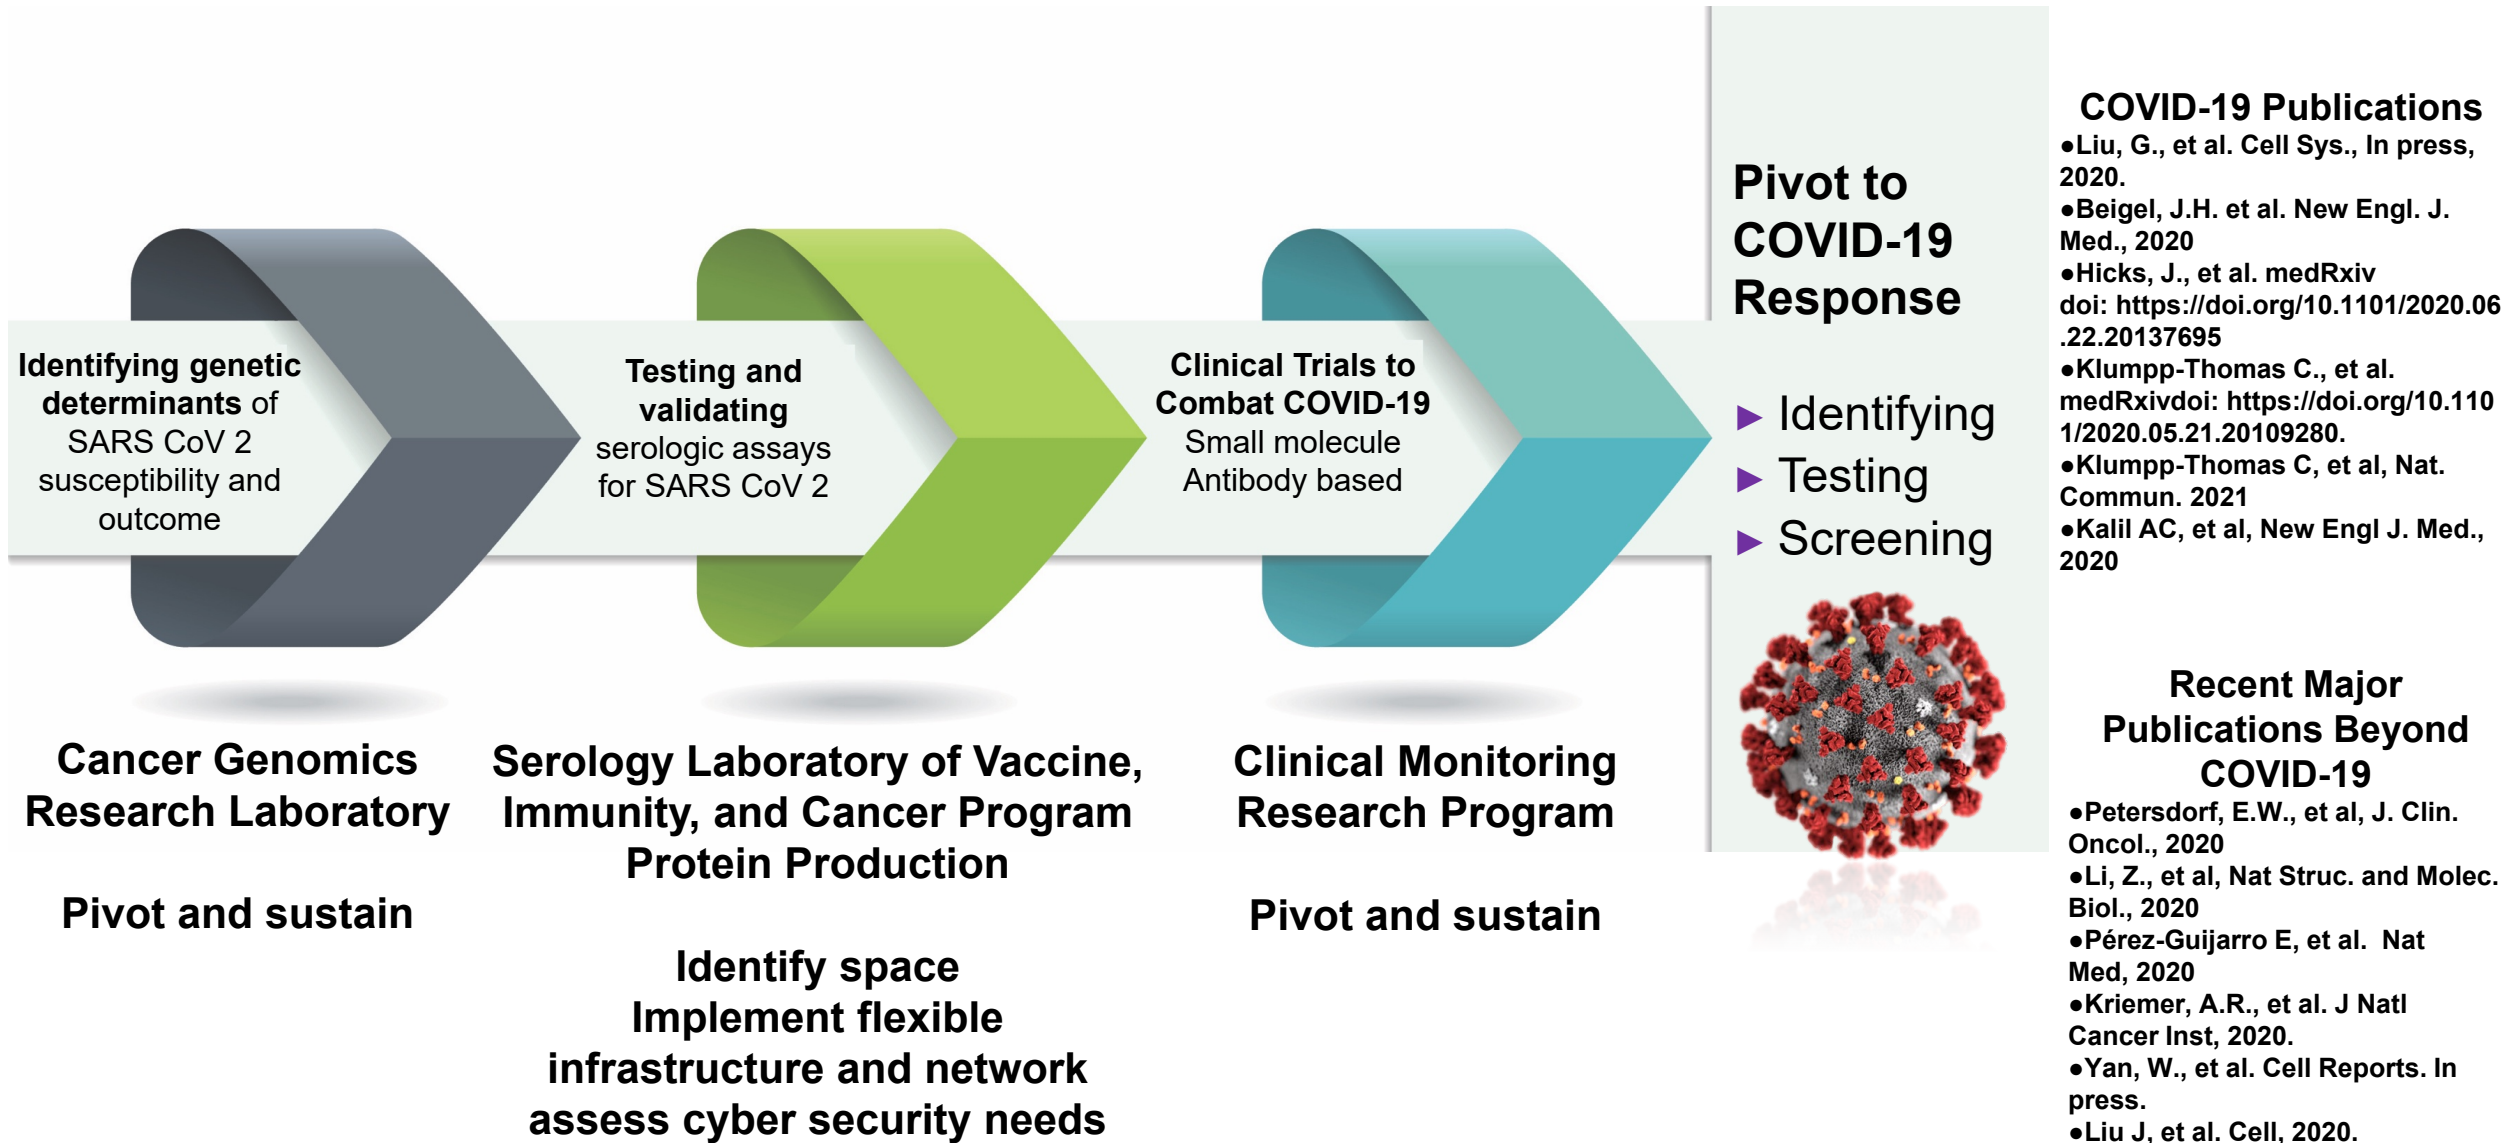 Identifying genetic
determinants of
SARS CoV 2
susceptibility and
outcome
Testing and
validating
serologic assays
for SARS CoV 2
Clinical Trials to
Combat COVID-19
Small molecule
Antibody based
Cancer Genomics
Research Laboratory
Pivot and sustain
Serology Laboratory of Vaccine,
Immunity, and Cancer Program
Protein Production
Identify space
Implement flexible
infrastructure and network
assess cyber security needs
Clinical Monitoring
Research Program
Pivot and sustain
Pivot to
COVID-19
Response
► Identifying
► Testing
► Screening
COVID-19 Publications
●Liu, G., et al. Cell Sys., In press,
2020.
●Beigel, J.H. et al. New Engl. J.
Med., 2020
●Hicks, J., et al. medRxiv
doi: https://doi.org/10.1101/2020.06
.22.20137695
●Klumpp-Thomas C., et al.
medRxivdoi: https://doi.org/10.110
1/2020.05.21.20109280.
●Klumpp-Thomas C, et al, Nat.
Commun. 2021
●Kalil AC, et al, New Engl J. Med.,
2020
Recent Major
Publications Beyond
COVID-19
●Petersdorf, E.W., et al, J. Clin.
Oncol., 2020
●Li, Z., et al, Nat Struc. and Molec.
Biol., 2020
●Pérez-Guijarro E, et al. Nat
Med, 2020
●Kriemer, A.R., et al. J Natl
Cancer Inst, 2020.
●Yan, W., et al. Cell Reports. In
press.
●Liu J, et al. Cell, 2020.